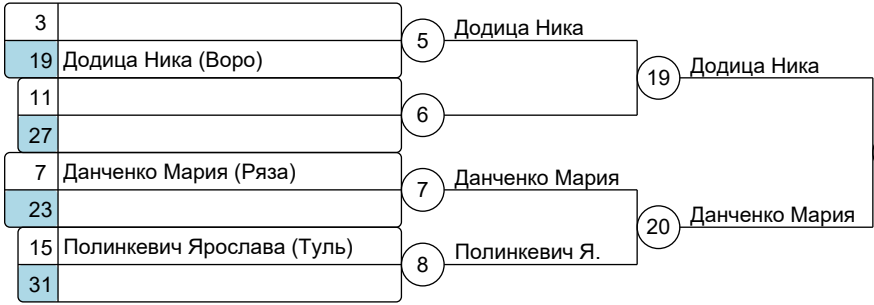 3
5 Додица Ника
19 Додица Ника (Воро)
19 Додица Ника
11
6
27
7 Данченко Мария (Ряза)
7 Данченко Мария
23
20 Данченко Мария
15 Полинкевич Ярослава (Туль)
8 Полинкевич Я.
31